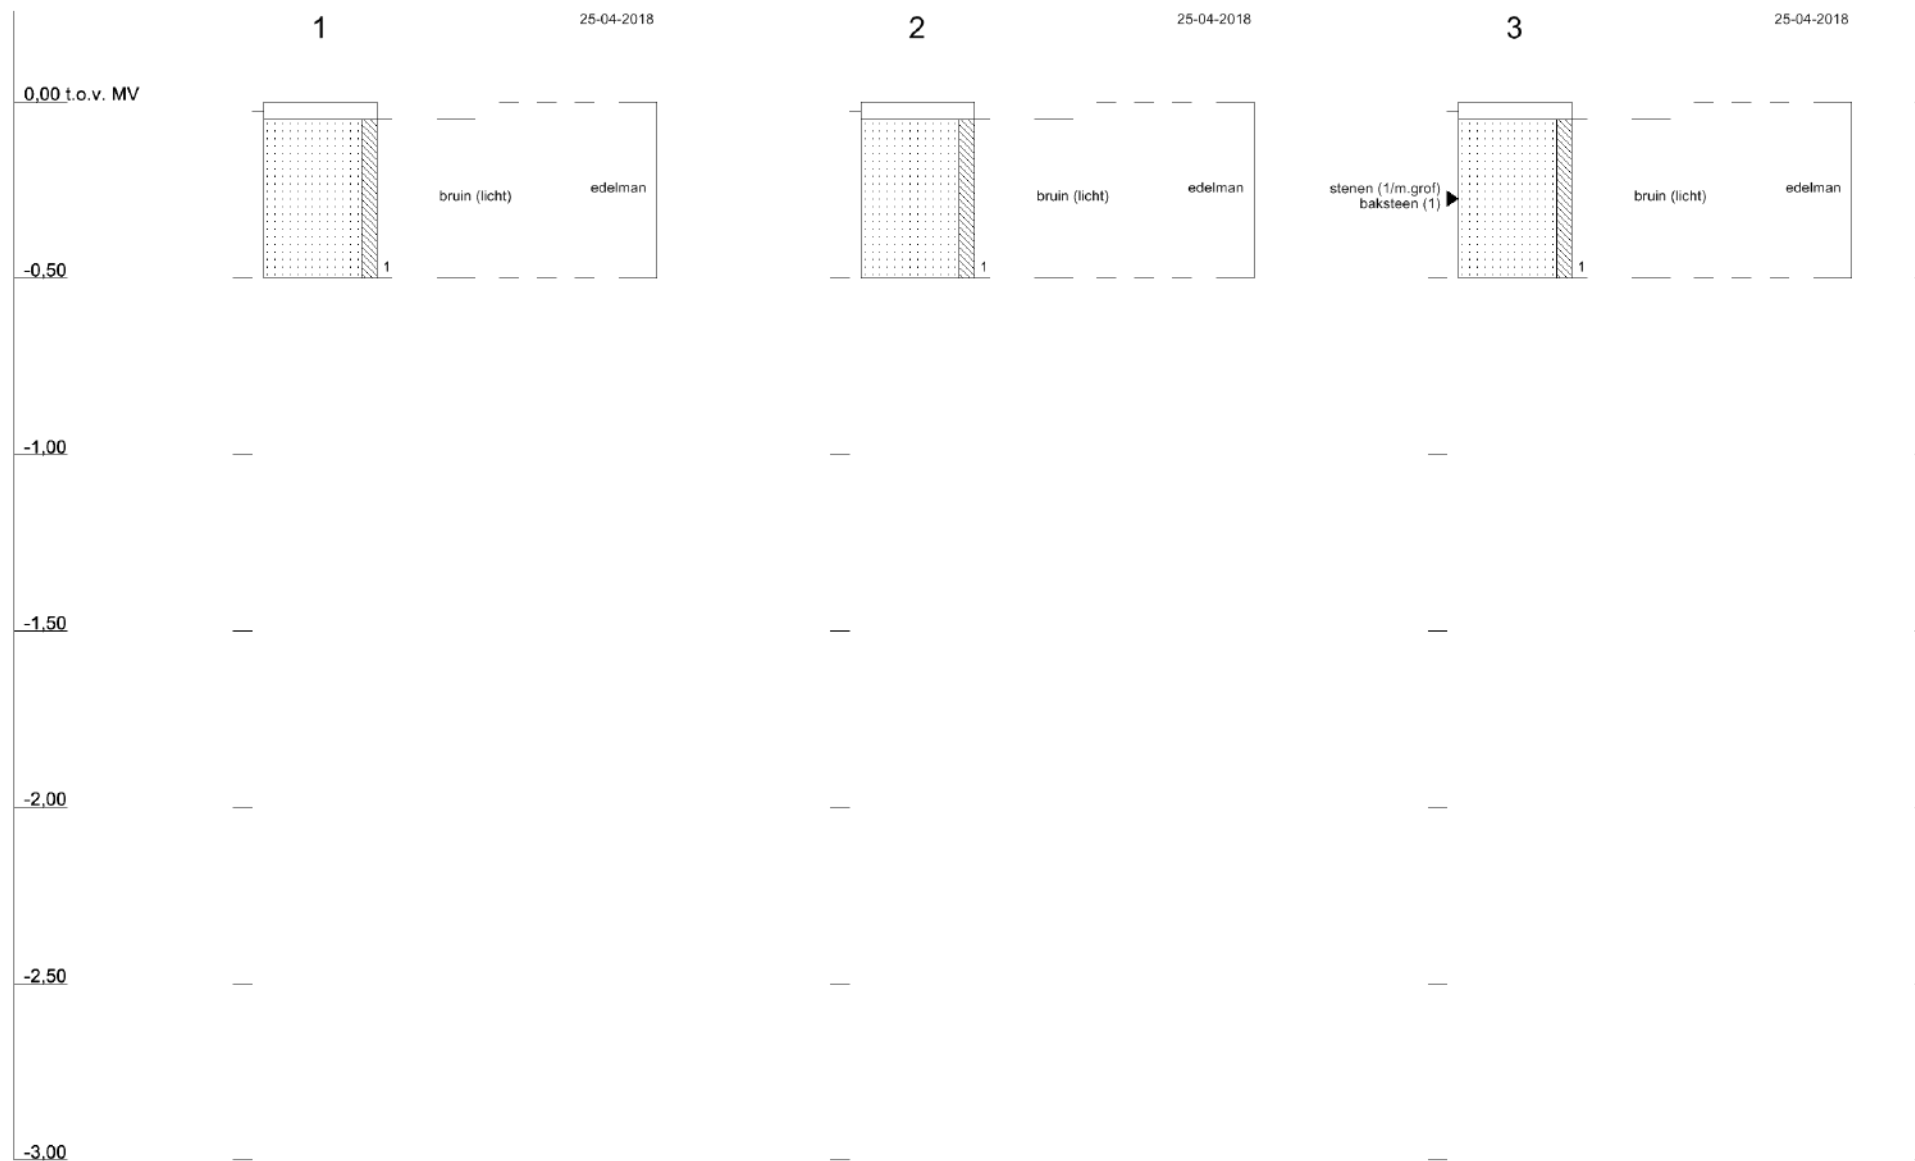 1
25-04-2018
2
25-04-2018
3
25-04-2018
0,00 t.o.v. MV
bruin (licht)
edelman
1
bruin (licht)
edelman
1
stenen (1/m.grof)
baksteen (1)
bruin (licht)
edelman
1
-0,50
-1,00
-1,50
-2,00
-2,50
-3,00